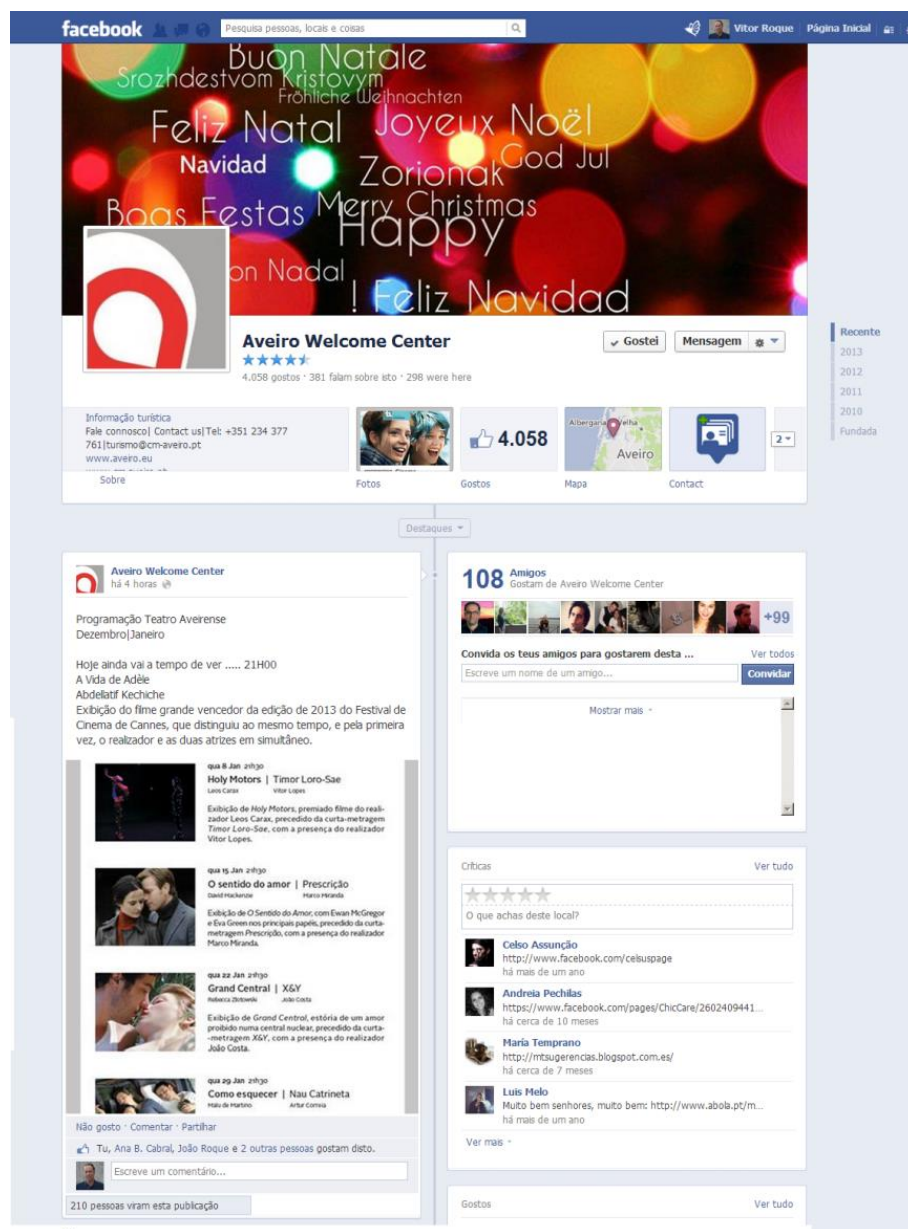 facebook
Pesquisa pessoas, locais e coisas
Vitor Roque
Página Inicial
Buon Natale
Srozhdestvom Kristovym
Fröhliche Weihnachten
Feliz Natal
Joyeux Noël
Navidad
Zorionak
God Jul
Boas Festas
Merry Christmas
Happy
on Nadal
! Feliz Navidad
Aveiro Welcome Center
4.058 gostos · 381 falam sobre isto · 298 were here
Gostei
Mensagem
Recente
2013
2012
2011
2010
Fundada
Informação turística
Fale connosco| Contact us|Tel: +351 234 377
761|turismo@cm-aveiro.pt
www.aveiro.eu
Sobre
Fotos
4.058
Gostos
Albergaria Velha
Aveiro
Mapa
Contact
2
Destaques
Aveiro Welcome Center
há 4 horas
Programação Teatro Aveirense
Dezembro|Janeiro
Hoje ainda vai a tempo de ver ..... 21H00
A Vida de Adèle
Abdellatif Kechiche
Exibição do filme grande vencedor da edição de 2013 do Festival de
Cinema de Cannes, que distinguiu ao mesmo tempo, e pela primeira
vez, o realizador e as duas atrizes em simultâneo.
qua 8 Jan 21h30
Holy Motors | Timor Loro-Sae
Leos Carax Vitor Lopes
Exibição de Holy Motors, premiado filme do reali-
zador Leos Carax, precedido da curta-metragem
Timor Loro-Sae, com a presença do realizador
Vitor Lopes.
qua 15 Jan 21h30
O sentido do amor | Prescrição
David Mackenzie Marco Miranda
Exibição de O Sentido do Amor, com Ewan McGregor
e Eva Green nos principais papéis, precedido da curta-
metragem Prescrição, com a presença do realizador
Marco Miranda.
qua 22 Jan 21h30
Grand Central | X&Y
Rebecca Zlotowski João Costa
Exibição de Grand Central, estória de um amor
proibido numa central nuclear, precedido da curta-
-metragem X&Y, com a presença do realizador
João Costa.
qua 29 Jan 21h30
Como esquecer | Nau Catrineta
Malu de Martino Artur Correia
Não gosto · Comentar · Partilhar
Tu, Ana B. Cabral, João Roque e 2 outras pessoas gostam disto.
Escreve um comentário...
210 pessoas viram esta publicação
108 Amigos
Gostam de Aveiro Welcome Center
+99
Convida os teus amigos para gostarem desta ...
Ver todos
Escreve um nome de um amigo...
Convidar
Mostrar mais
Críticas
Ver tudo
O que achas deste local?
Celso Assunção
http://www.facebook.com/celsuspage
há mais de um ano
Andreia Pechilas
https://www.facebook.com/pages/ChicCare/2602409441...
há cerca de 10 meses
María Temprano
http://mtsugerencias.blogspot.com.es/
há cerca de 7 meses
Luis Melo
Muito bem senhores, muito bem: http://www.abola.pt/m...
há mais de um ano
Ver mais
Gostos
Ver tudo